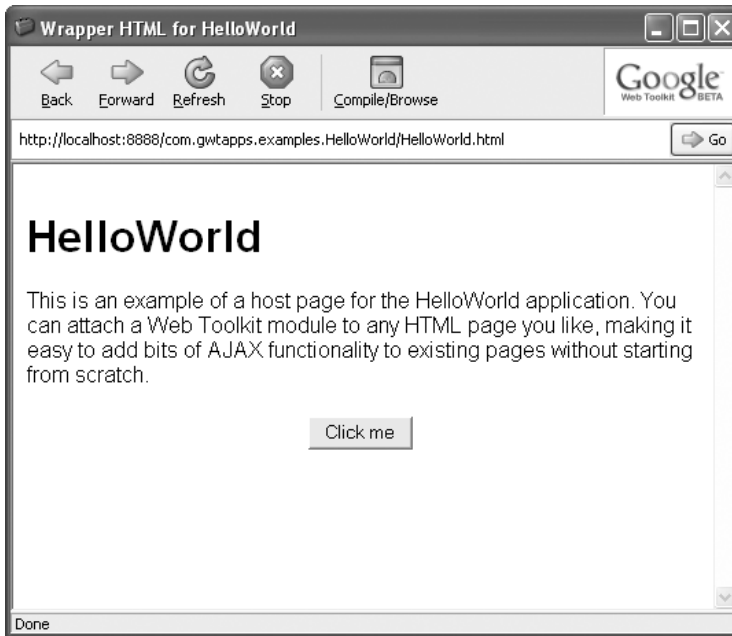 Wrapper HTML for HelloWorld
Back Forward Refresh Stop Compile/Browse
Google
Web Toolkit BETA
http://localhost:8888/com.gwtapps.examples.HelloWorld/HelloWorld.html Go
HelloWorld
This is an example of a host page for the HelloWorld application. You
can attach a Web Toolkit module to any HTML page you like, making it
easy to add bits of AJAX functionality to existing pages without starting
from scratch.
Click me
Done